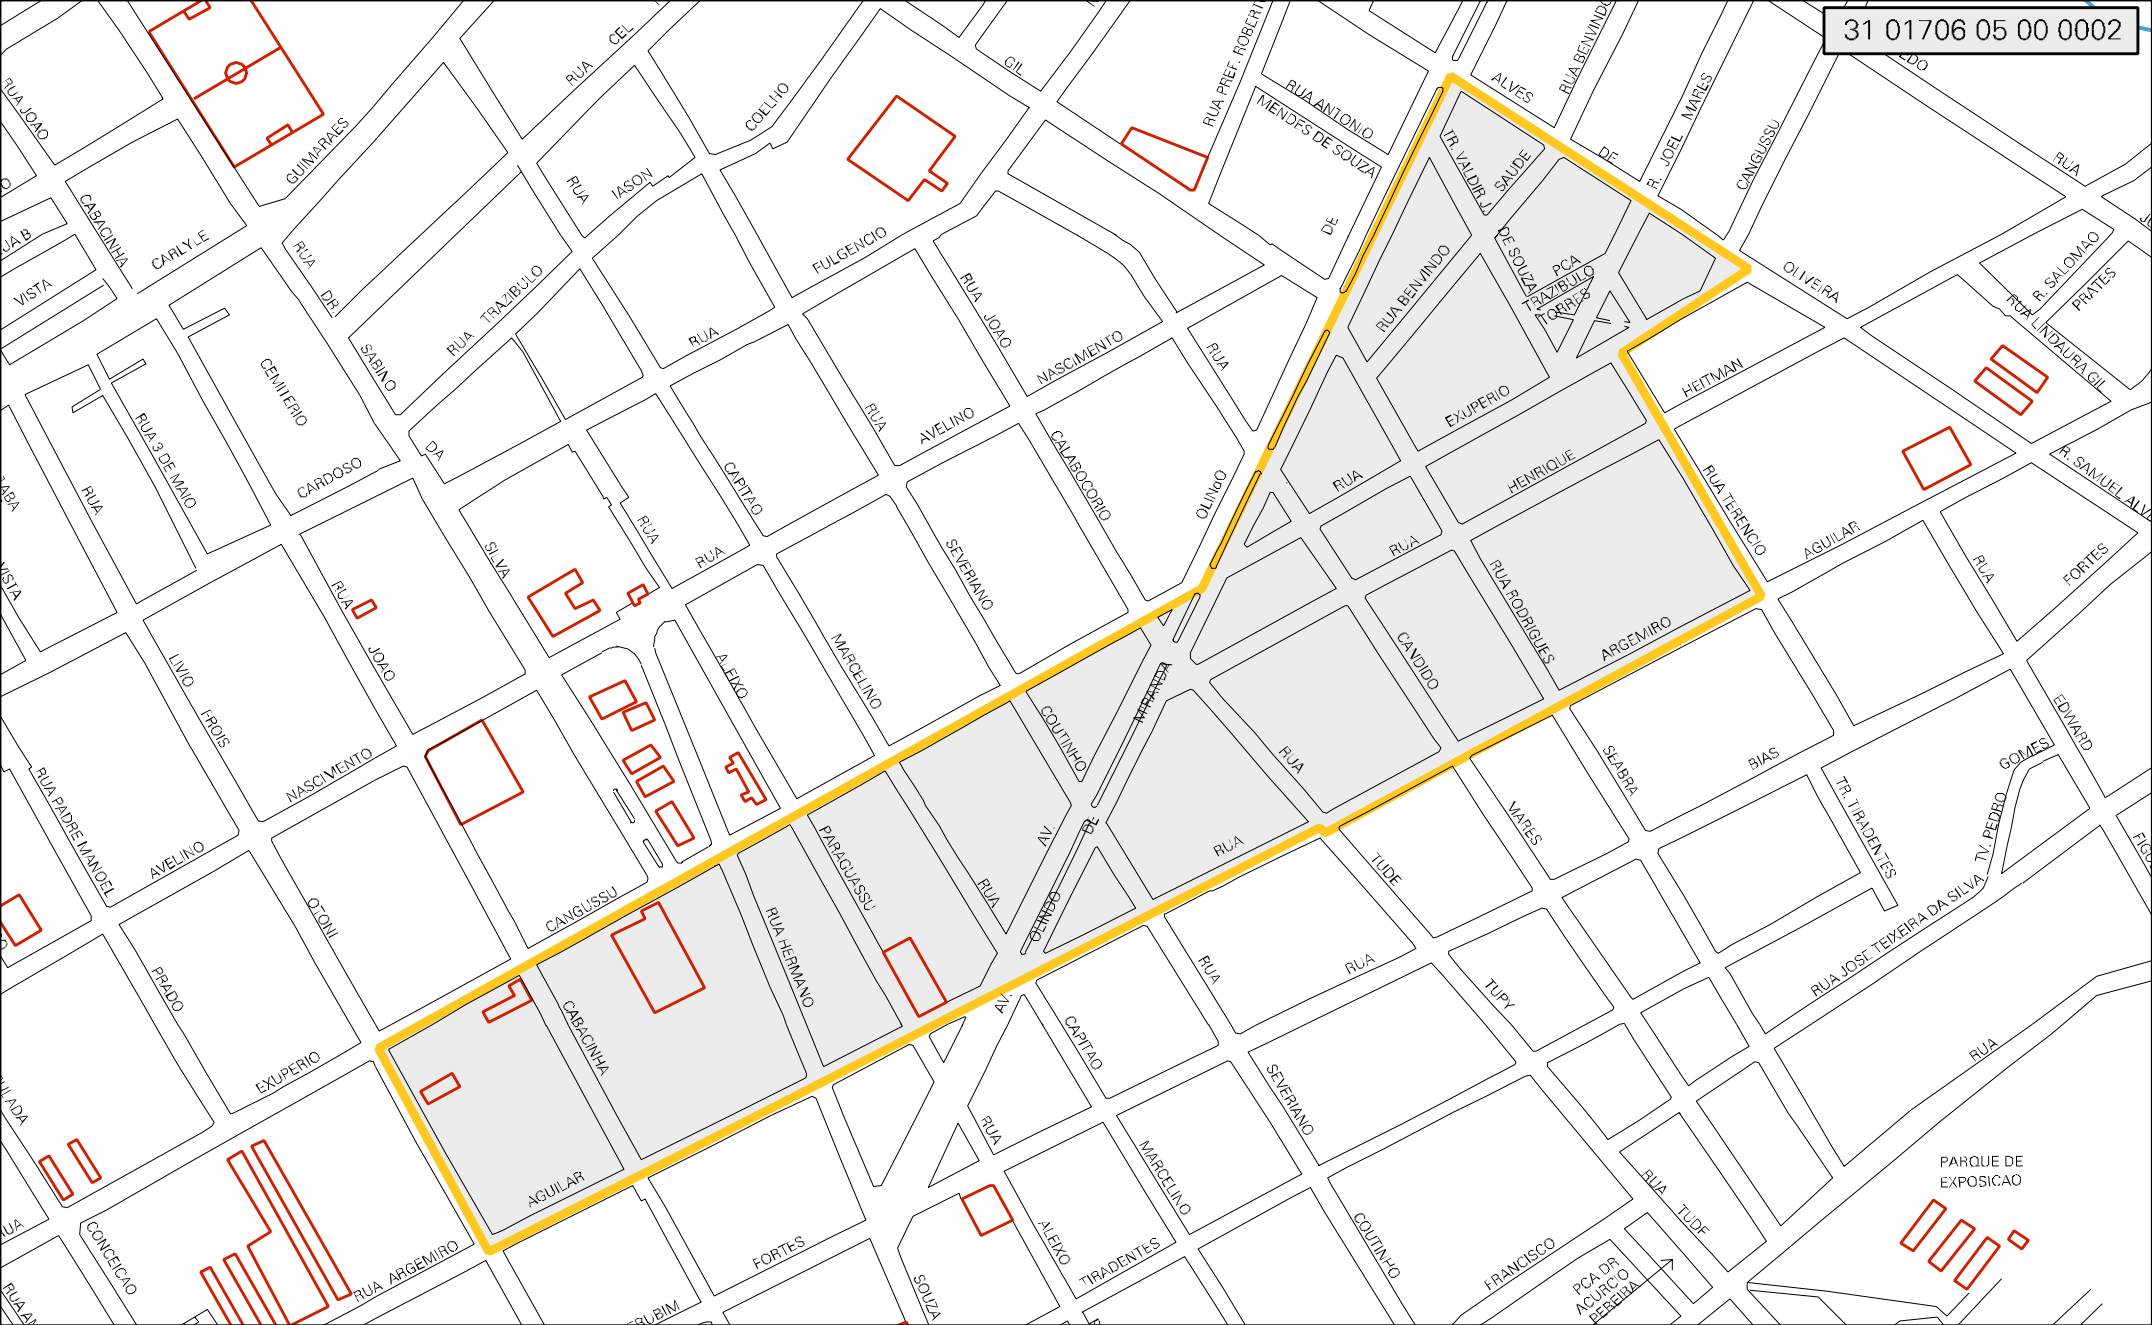 31 01706 05 00 0002
RUA
CEL
GIL
RUA PREF. ROBERT
RUA BENVINDO
ALVES
RUA JOAO
GUIMARAES
COELHO
RUA ANTONIO
MENDES DE SOUZA
R. JOEL MARES
CANGUSSU
DE
RUA
CABACINHA
RUA
IASON
TR. VALDIR J.
SAUDE
DE SOUZA
CARLYLE
RUA B
FULGENCIO
DE
VISTA
RUA
DR.
RUA
TRAZIBULO
RUA
JOAO
RUA BENVINDO
PCA
TRAZIBULO
TORRES
OLIVEIRA
R. SALOMAO
PRATES
RUA LINDAURA GIL
CEMITERIO
SABINO
RUA
NASCIMENTO
RUA
HEITMAN
RUA 3 DE MAIO
RUA
AVELINO
EXUPERIO
DA
CARDOSO
CAPITAO
CALABOCORIO
RUA
HENRIQUE
RUA TERENCIO
R. SAMUEL ALVE
RUA
RUA
OLINDO
VISTA
SILVA
RUA
SEVERIANO
RUA
RUA RODRIGUES
AGUILAR
RUA
FORTES
RUA
JOAO
LIVIO
FROIS
ALEIXO
MARCELINO
CANDIDO
ARGEMIRO
COUTINHO
MIRANDA
EDWARD
NASCIMENTO
RUA
SEABRA
BIAS
GOMES
RUA PADRE MANOEL
AVELINO
PARAGUASSU
AV.
DE
RUA
MARES
TR. TIRADENTES
TV. PEDRO
TUDE
RUA
OLINDO
CANGUSSU
OTONI
RUA HERMANO
RUA JOSE TEIXEIRA DA SILVA
PRADO
RUA
RUA
TUPY
AV.
CABACINHA
CAPITAO
EXUPERIO
SEVERIANO
RUA
RUA
MARCELINO
PARQUE DE
EXPOSICAO
AGUILAR
RUA
TUDE
CONCEICAO
RUA ARGEMIRO
FORTES
ALEIXO
TIRADENTES
COUTINHO
FRANCISCO
PCA DR
ACURCIO
PEREIRA
SOUZA